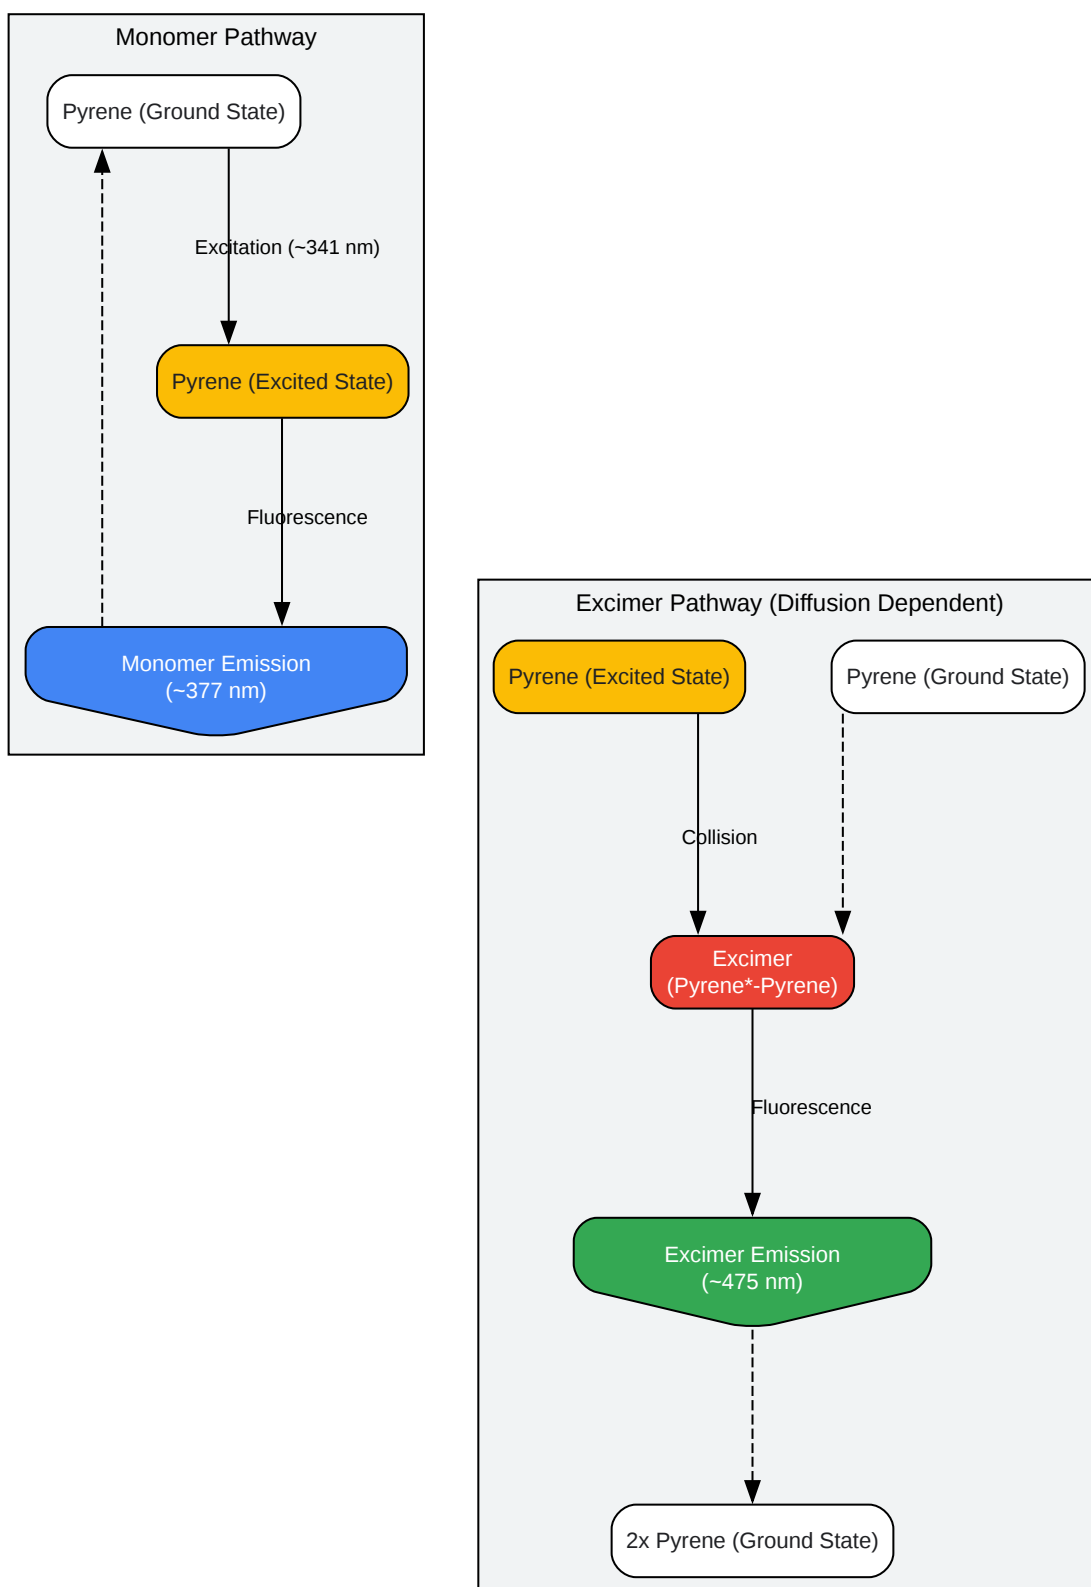 Monomer Pathway
Pyrene (Ground State)
Excitation (~341 nm)
Pyrene (Excited State)
Fluorescence
Monomer Emission
(~377 nm)
Excimer Pathway (Diffusion Dependent)
Pyrene (Excited State)
Pyrene (Ground State)
Collision
Excimer
(Pyrene*-Pyrene)
Fluorescence
Excimer Emission
(~475 nm)
2x Pyrene (Ground State)